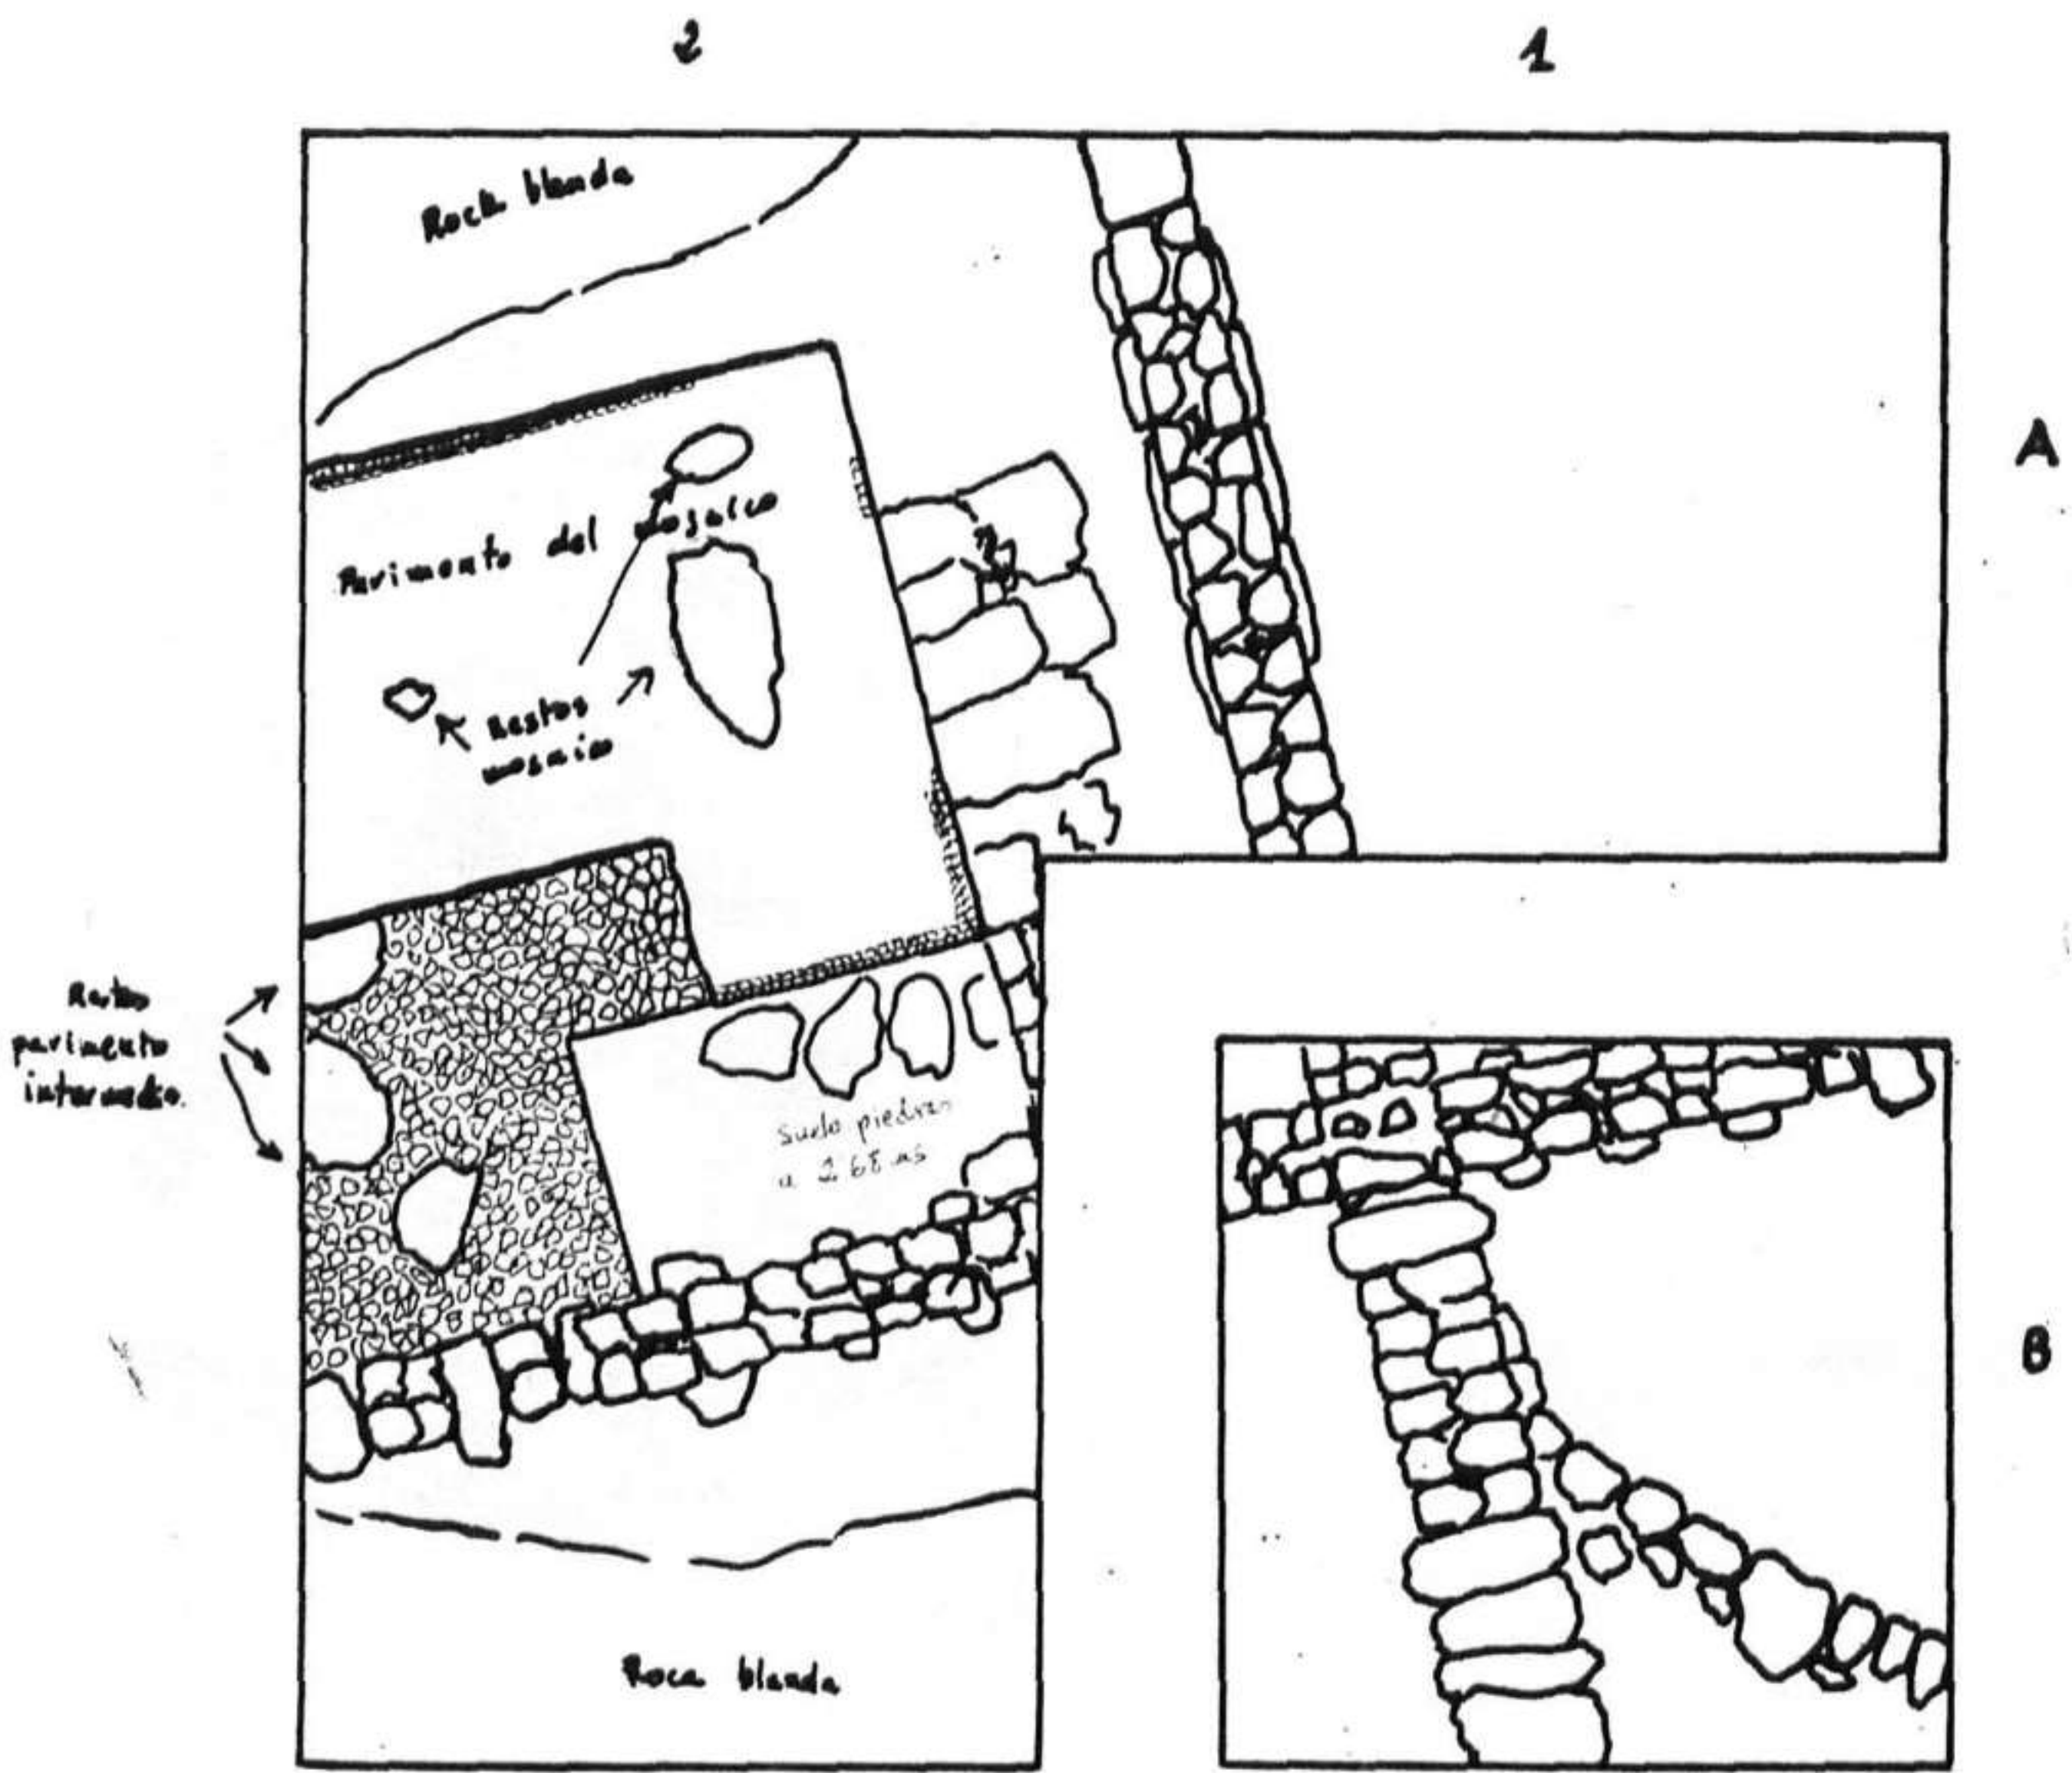 2
1
Roca blanda
A
Pavimento del mosaico
Restos
mosaico
Restos
pavimento
intermedio.
suelo piedras
a 2.68 ms
B
Roca blanda